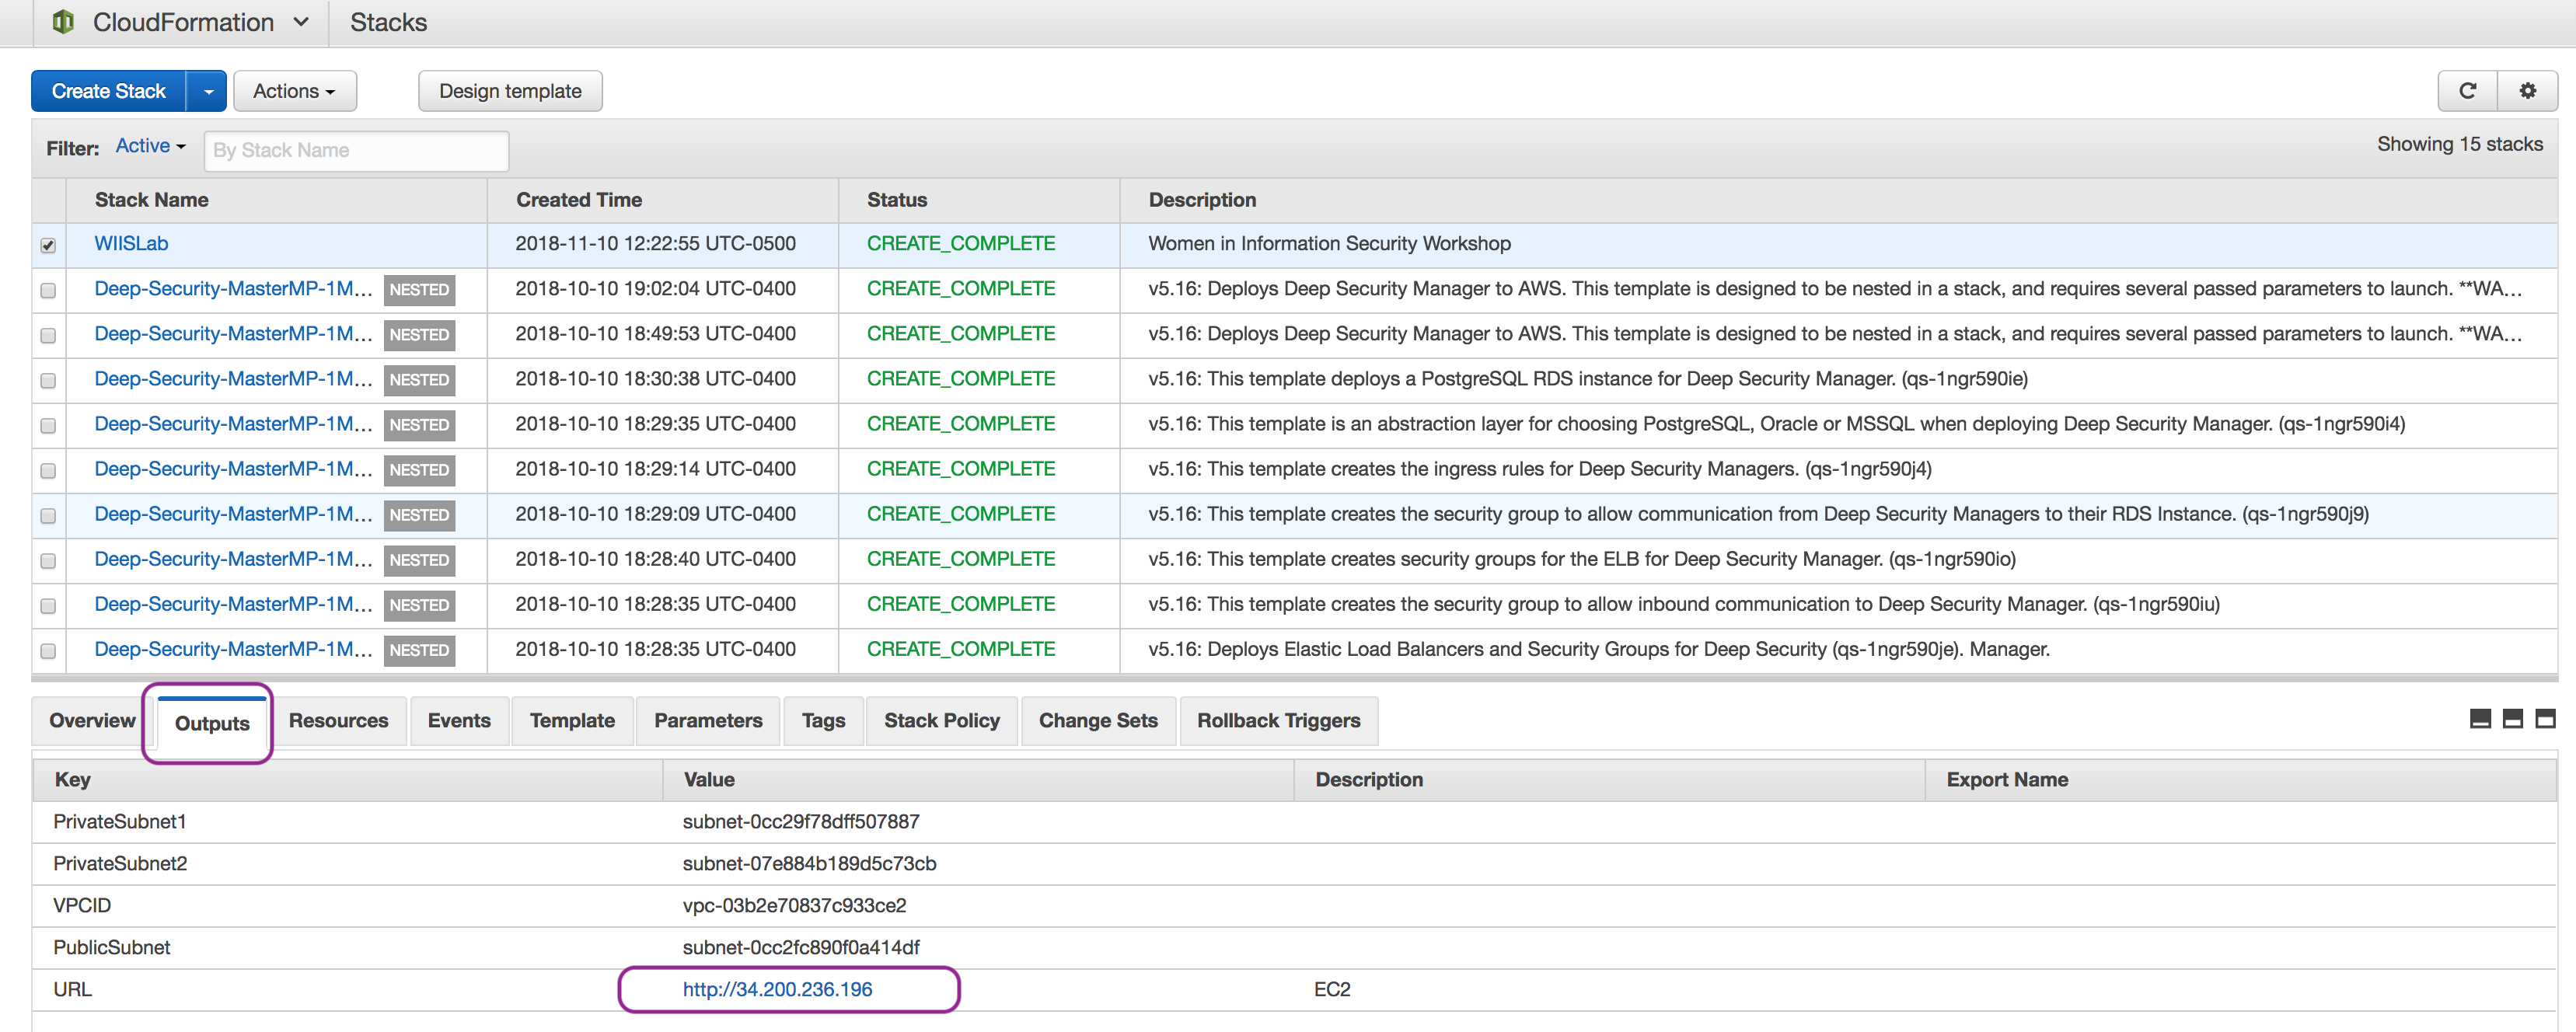 CloudFormation Stacks
Create Stack Actions Design template
Filter: Active By Stack Name Showing 15 stacks
Stack Name Created Time Status Description
WIISLab 2018-11-10 12:22:55 UTC-0500 CREATE_COMPLETE Women in Information Security Workshop
Deep-Security-MasterMP-1M... NESTED 2018-10-10 19:02:04 UTC-0400 CREATE_COMPLETE v5.16: Deploys Deep Security Manager to AWS. This template is designed to be nested in a stack, and requires several passed parameters to launch. **WA...
Deep-Security-MasterMP-1M... NESTED 2018-10-10 18:49:53 UTC-0400 CREATE_COMPLETE v5.16: Deploys Deep Security Manager to AWS. This template is designed to be nested in a stack, and requires several passed parameters to launch. **WA...
Deep-Security-MasterMP-1M... NESTED 2018-10-10 18:30:38 UTC-0400 CREATE_COMPLETE v5.16: This template deploys a PostgreSQL RDS instance for Deep Security Manager. (qs-1ngr590ie)
Deep-Security-MasterMP-1M... NESTED 2018-10-10 18:29:35 UTC-0400 CREATE_COMPLETE v5.16: This template is an abstraction layer for choosing PostgreSQL, Oracle or MSSQL when deploying Deep Security Manager. (qs-1ngr590i4)
Deep-Security-MasterMP-1M... NESTED 2018-10-10 18:29:14 UTC-0400 CREATE_COMPLETE v5.16: This template creates the ingress rules for Deep Security Managers. (qs-1ngr590j4)
Deep-Security-MasterMP-1M... NESTED 2018-10-10 18:29:09 UTC-0400 CREATE_COMPLETE v5.16: This template creates the security group to allow communication from Deep Security Managers to their RDS Instance. (qs-1ngr590j9)
Deep-Security-MasterMP-1M... NESTED 2018-10-10 18:28:40 UTC-0400 CREATE_COMPLETE v5.16: This template creates security groups for the ELB for Deep Security Manager. (qs-1ngr590io)
Deep-Security-MasterMP-1M... NESTED 2018-10-10 18:28:35 UTC-0400 CREATE_COMPLETE v5.16: This template creates the security group to allow inbound communication to Deep Security Manager. (qs-1ngr590iu)
Deep-Security-MasterMP-1M... NESTED 2018-10-10 18:28:35 UTC-0400 CREATE_COMPLETE v5.16: Deploys Elastic Load Balancers and Security Groups for Deep Security (qs-1ngr590je). Manager.
Overview Outputs Resources Events Template Parameters Tags Stack Policy Change Sets Rollback Triggers
Key Value Description Export Name
PrivateSubnet1 subnet-0cc29f78dff507887
PrivateSubnet2 subnet-07e884b189d5c73cb
VPCID vpc-03b2e70837c933ce2
PublicSubnet subnet-0cc2fc890f0a414df
URL http://34.200.236.196 EC2